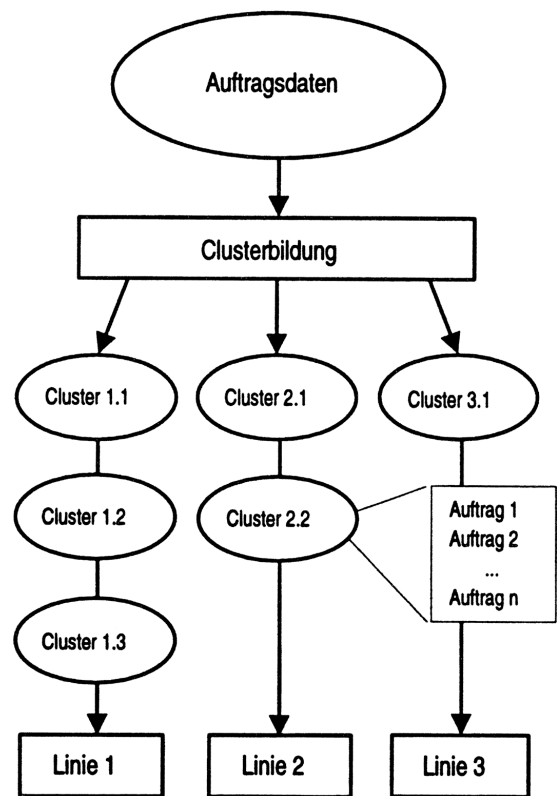 Auftragsdaten
Clusterbildung
Cluster 1.1
Cluster 2.1
Cluster 3.1
Cluster 1.2
Cluster 2.2
Auftrag 1
Auftrag 2
...
Auftrag n
Cluster 1.3
Linie 1
Linie 2
Linie 3